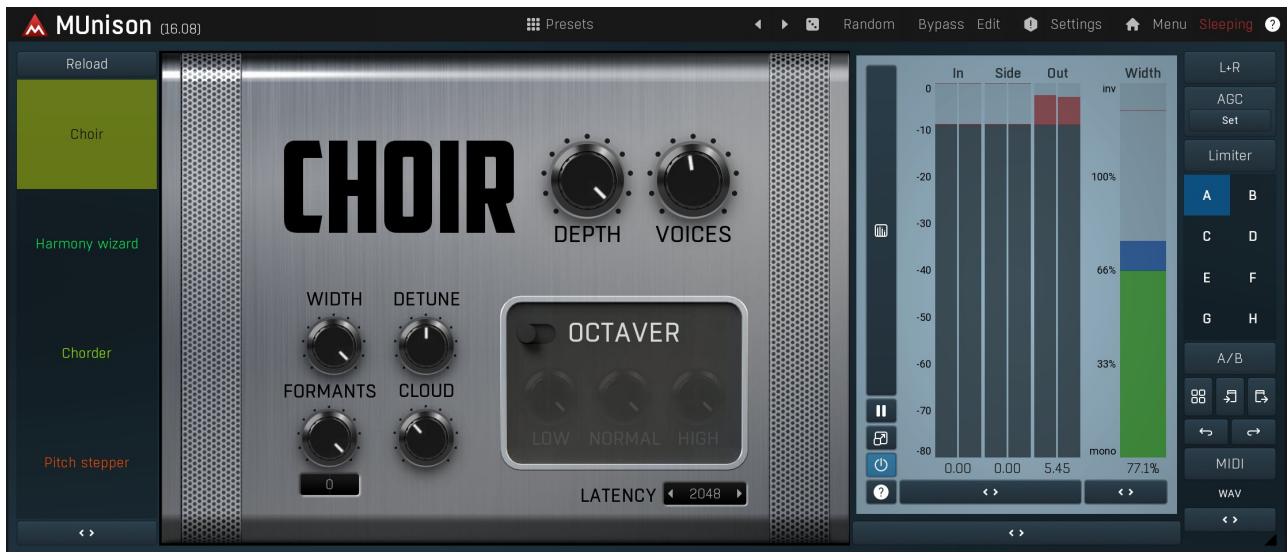 MUnison (16.08) Presets Random Bypass Edit Settings Menu Sleeping ?
Reload
Choir
Harmony wizard
Chorder
Pitch stepper
CHOIR
DEPTH VOICES
WIDTH DETUNE
FORMANTS CLOUD
0
OCTAVER
LOW NORMAL HIGH
LATENCY 2048
In Side Out Width
0 inv
-10
-20 100%
-30
-40 66%
-50
-60 33%
-70
-80 mono
0.00 0.00 5.45 77.1%
?
L+R
AGC
Set
Limiter
A B
C D
E F
G H
A/B
MIDI
WAV